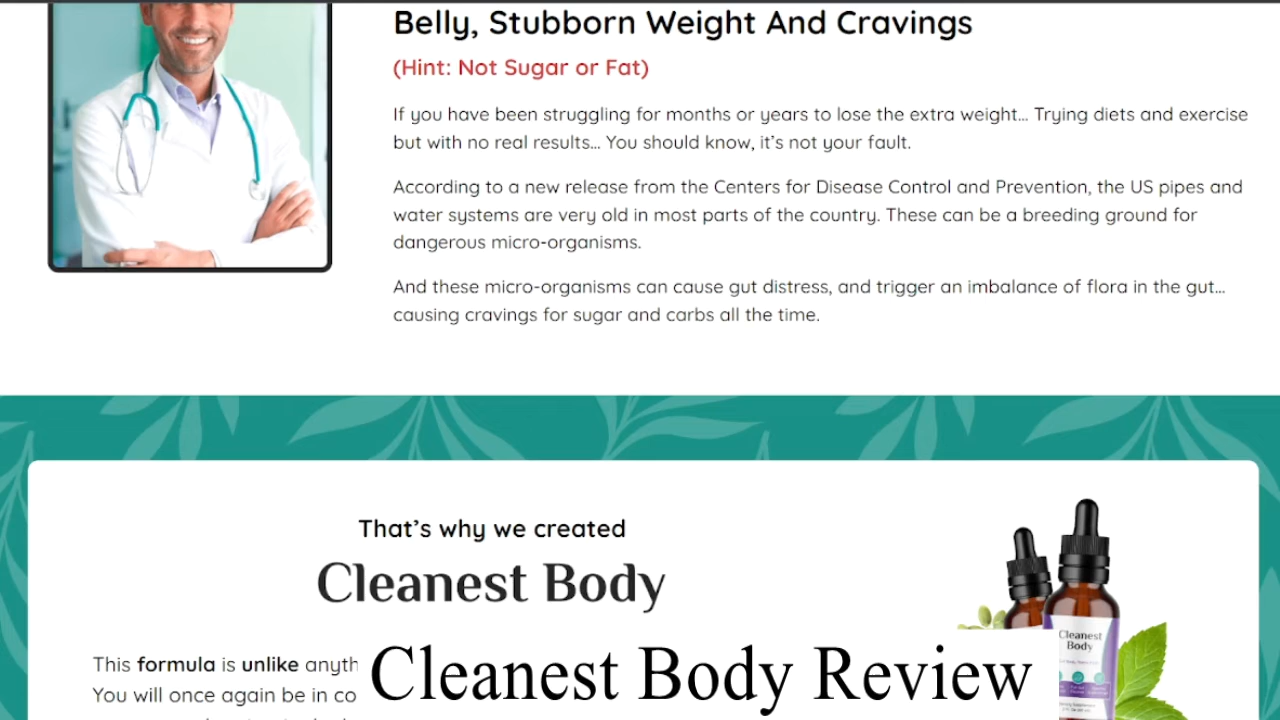 Belly, Stubborn Weight And Cravings
(Hint: Not Sugar or Fat)
If you have been struggling for months or years to lose the extra weight... Trying diets and exercise
but with no real results... You should know, it's not your fault.
According to a new release from the Centers for Disease Control and Prevention, the US pipes and
water systems are very old in most parts of the country. These can be a breeding ground for
dangerous micro-organisms.
And these micro-organisms can cause gut distress, and trigger an imbalance of flora in the gut...
causing cravings for sugar and carbs all the time.
That's why we created
Cleanest Body
This formula is unlike anyth
You will once again be in co
Cleanest Body Review
Cleanest
Body